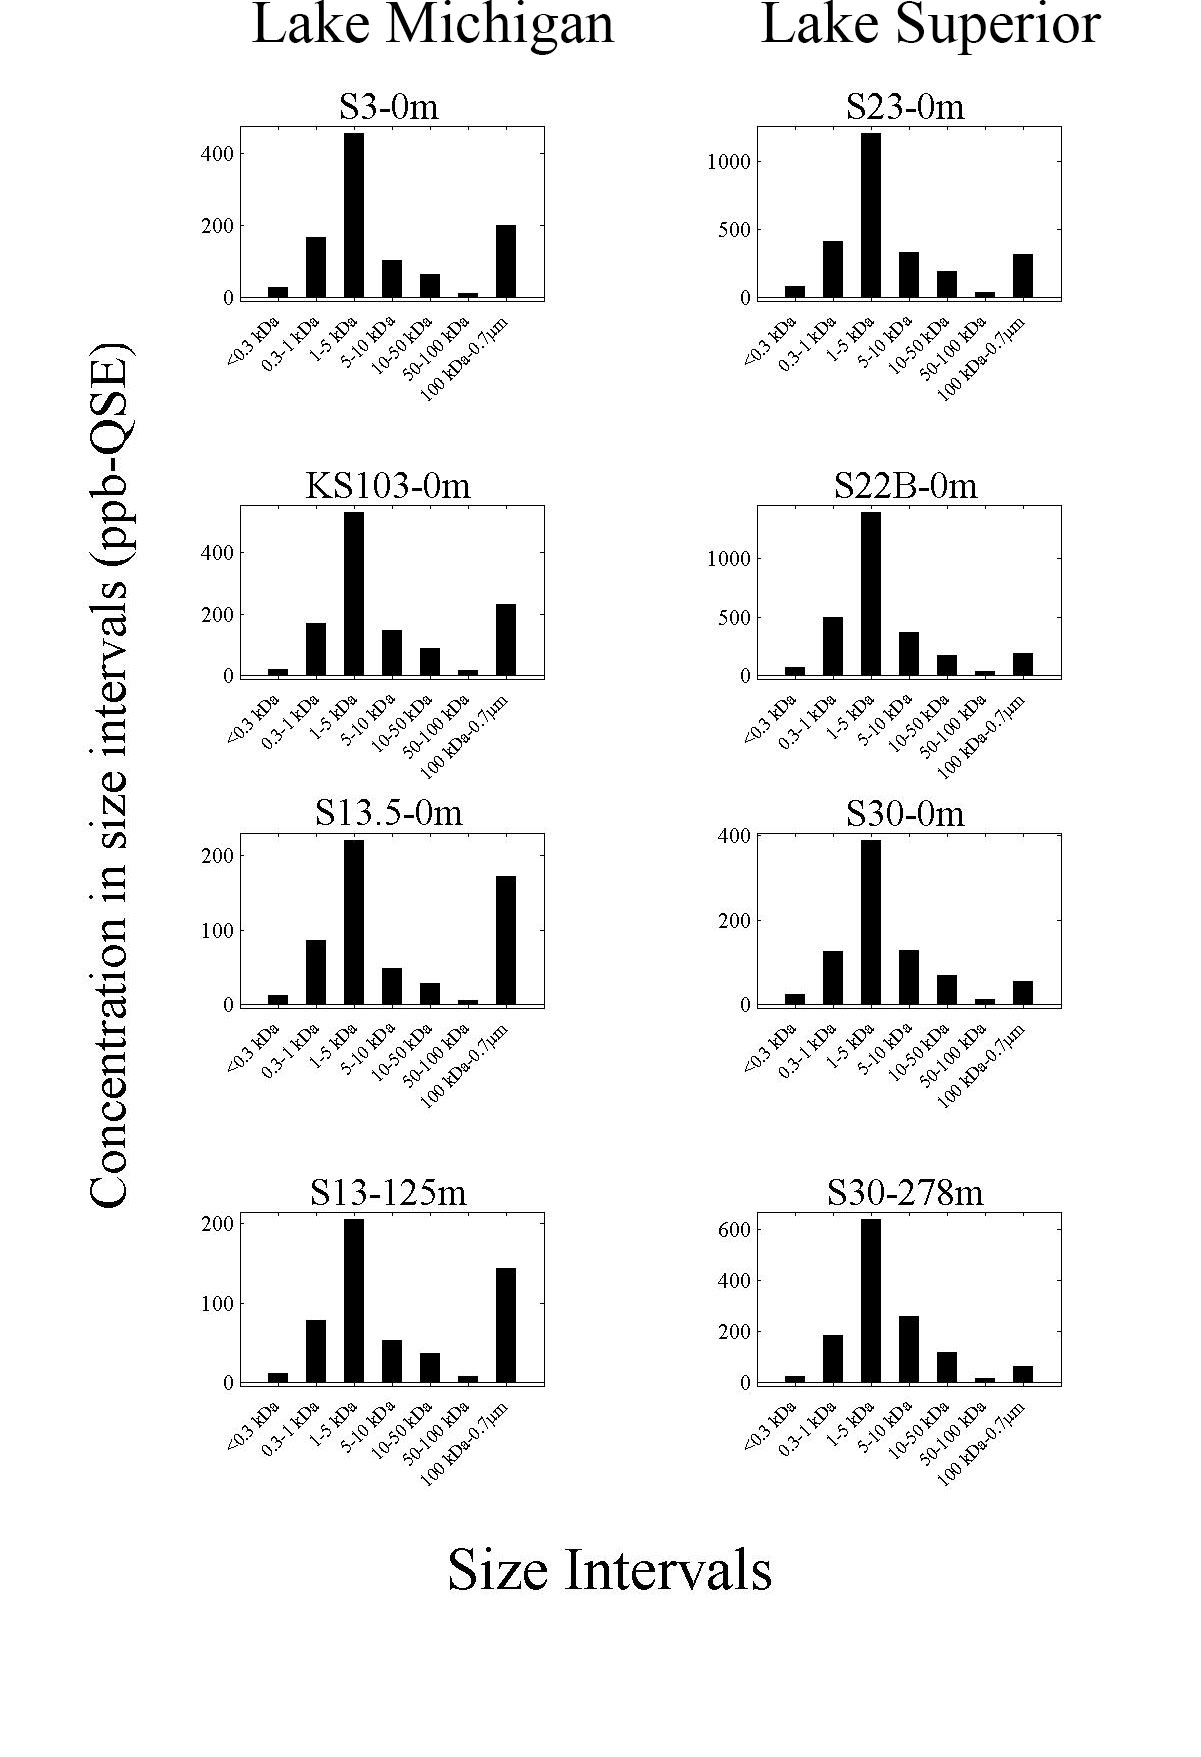 Lake Michigan
Lake Superior
Concentration in size intervals (ppb-QSE)
S3-0m
400
200
0
<0.3 kDa
0.3-1 kDa
1-5 kDa
5-10 kDa
10-50 kDa
50-100 kDa
100 kDa-0.7μm
S23-0m
1000
500
0
<0.3 kDa
0.3-1 kDa
1-5 kDa
5-10 kDa
10-50 kDa
50-100 kDa
100 kDa-0.7μm
KS103-0m
400
200
0
<0.3 kDa
0.3-1 kDa
1-5 kDa
5-10 kDa
10-50 kDa
50-100 kDa
100 kDa-0.7μm
S22B-0m
1000
500
0
<0.3 kDa
0.3-1 kDa
1-5 kDa
5-10 kDa
10-50 kDa
50-100 kDa
100 kDa-0.7μm
S13.5-0m
200
100
0
<0.3 kDa
0.3-1 kDa
1-5 kDa
5-10 kDa
10-50 kDa
50-100 kDa
100 kDa-0.7μm
S30-0m
400
200
0
<0.3 kDa
0.3-1 kDa
1-5 kDa
5-10 kDa
10-50 kDa
50-100 kDa
100 kDa-0.7μm
S13-125m
200
100
0
<0.3 kDa
0.3-1 kDa
1-5 kDa
5-10 kDa
10-50 kDa
50-100 kDa
100 kDa-0.7μm
S30-278m
600
400
200
0
<0.3 kDa
0.3-1 kDa
1-5 kDa
5-10 kDa
10-50 kDa
50-100 kDa
100 kDa-0.7μm
Size Intervals